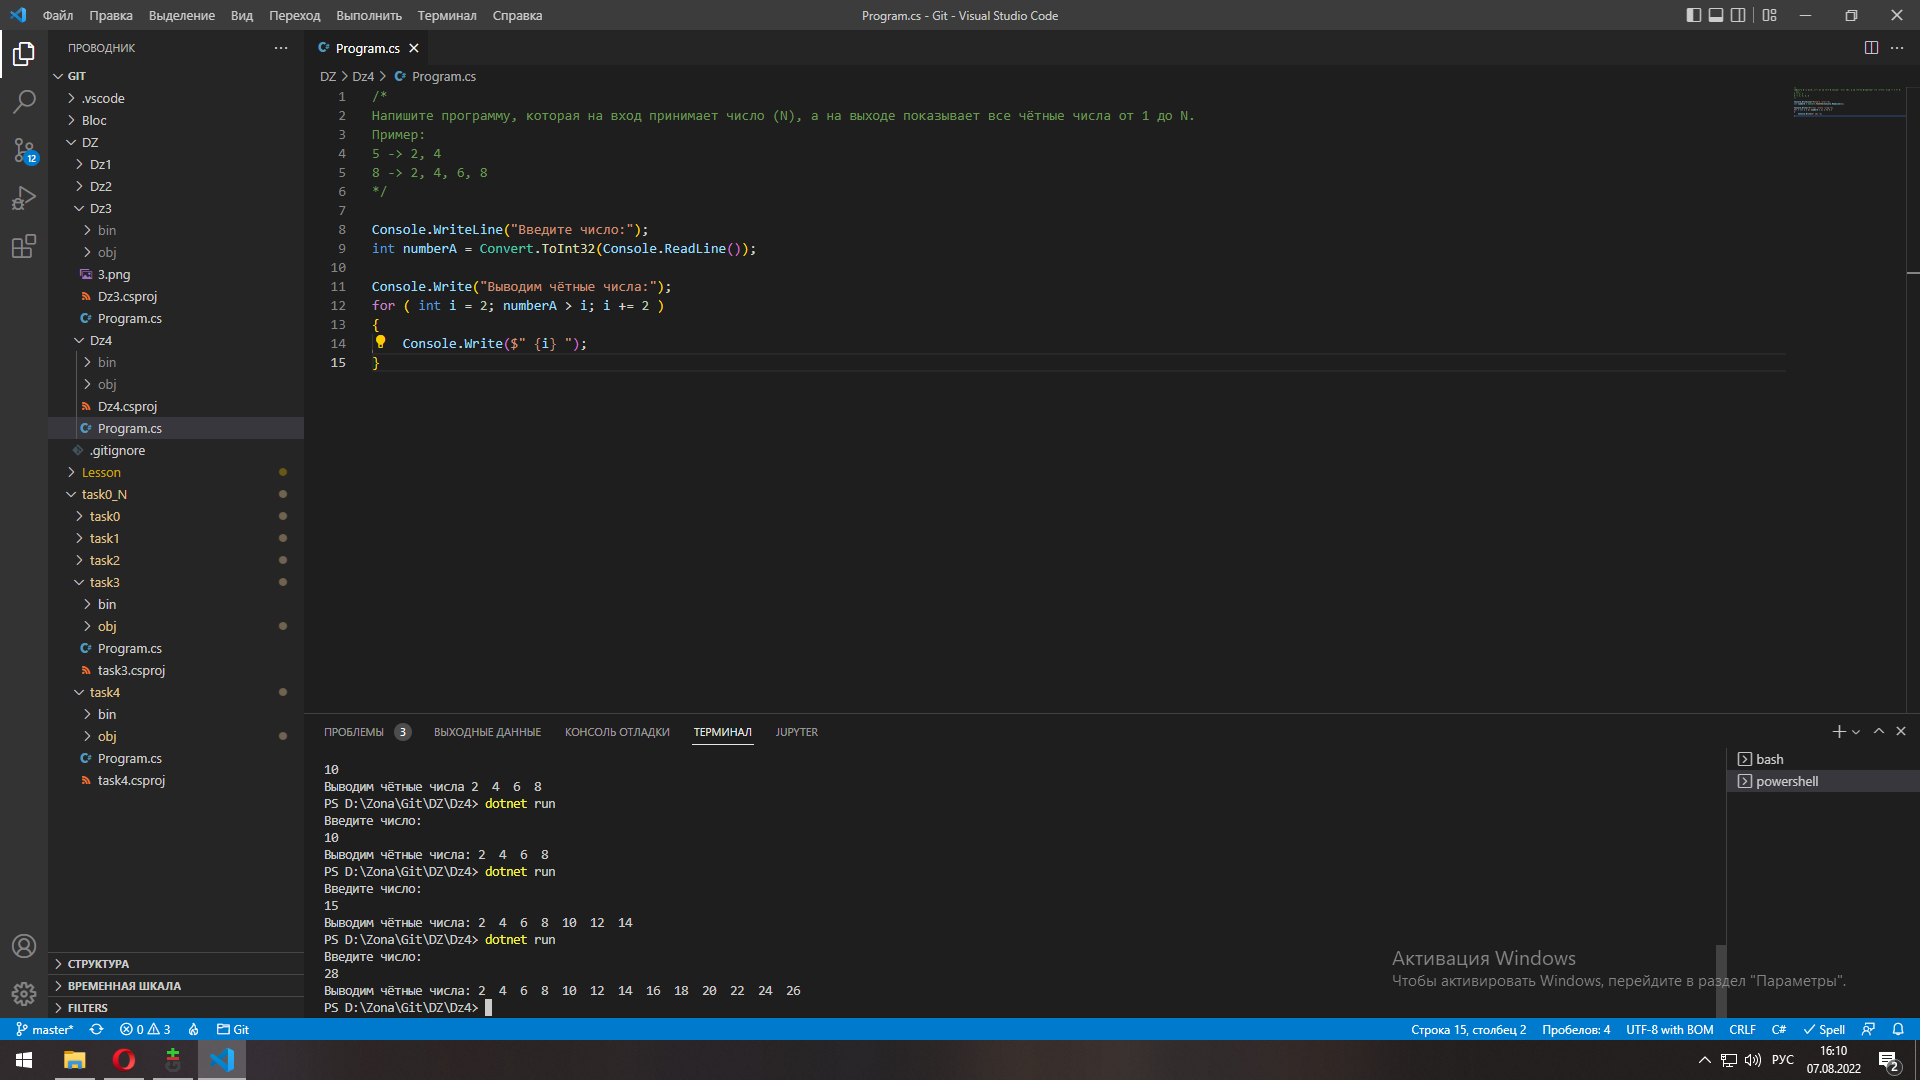 Файл Правка Выделение Вид Переход Выполнить Терминал Справка
Program.cs - Git - Visual Studio Code
ПРОВОДНИК
GIT
.vscode
Bloc
DZ
Dz1
Dz2
Dz3
bin
obj
3.png
Dz3.csproj
Program.cs
Dz4
bin
obj
Dz4.csproj
Program.cs
.gitignore
Lesson
task0_N
task0
task1
task2
task3
bin
obj
Program.cs
task3.csproj
task4
bin
obj
Program.cs
task4.csproj
СТРУКТУРА
ВРЕМЕННАЯ ШКАЛА
FILTERS
12
Program.cs
DZ > Dz4 > Program.cs
1 /*
2 Напишите программу, которая на вход принимает число (N), а на выходе показывает все чётные числа от 1 до N.
3 Пример:
4 5 -> 2, 4
5 8 -> 2, 4, 6, 8
6 */
7
8 Console.WriteLine("Введите число:");
9 int numberA = Convert.ToInt32(Console.ReadLine());
10
11 Console.Write("Выводим чётные числа:");
12 for ( int i = 2; numberA > i; i += 2 )
13 {
14     Console.Write($" {i} ");
15 }
ПРОБЛЕМЫ 3 ВЫХОДНЫЕ ДАННЫЕ КОНСОЛЬ ОТЛАДКИ ТЕРМИНАЛ JUPYTER
10
Выводим чётные числа 2  4  6  8
PS D:\Zona\Git\DZ\Dz4> dotnet run
Введите число:
10
Выводим чётные числа: 2  4  6  8
PS D:\Zona\Git\DZ\Dz4> dotnet run
Введите число:
15
Выводим чётные числа: 2  4  6  8  10  12  14
PS D:\Zona\Git\DZ\Dz4> dotnet run
Введите число:
28
Выводим чётные числа: 2  4  6  8  10  12  14  16  18  20  22  24  26
PS D:\Zona\Git\DZ\Dz4>
bash
powershell
Активация Windows
Чтобы активировать Windows, перейдите в раздел "Параметры".
master* 0 3 Git
Строка 15, столбец 2 Пробелов: 4 UTF-8 with BOM CRLF C# Spell
РУС
16:10
07.08.2022
2